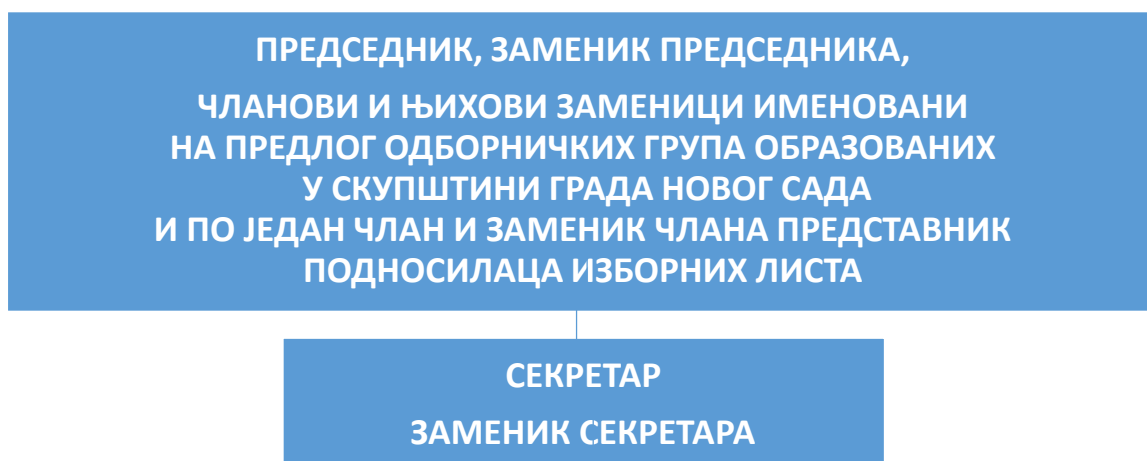 ПРЕДСЕДНИК, ЗАМЕНИК ПРЕДСЕДНИКА,
ЧЛАНОВИ И ЊИХОВИ ЗАМЕНИЦИ ИМЕНОВАНИ
НА ПРЕДЛОГ ОДБОРНИЧКИХ ГРУПА ОБРАЗОВАНИХ
У СКУПШТИНИ ГРАДА НОВОГ САДА
И ПО ЈЕДАН ЧЛАН И ЗАМЕНИК ЧЛАНА ПРЕДСТАВНИК
ПОДНОСИЛАЦА ИЗБОРНИХ ЛИСТА
СЕКРЕТАР
ЗАМЕНИК СЕКРЕТАРА